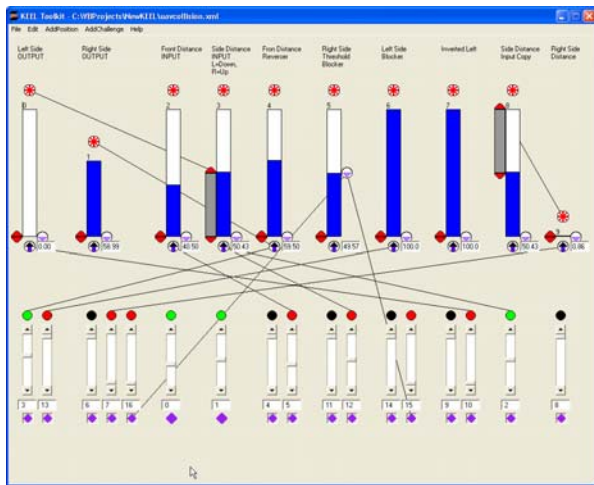 KEEL Toolkit - C:\VBProjects\NewKEEL\uavcollision.xml
File Edit AddPosition AddChallenge Help
Left Side OUTPUT
Right Side OUTPUT
Front Distance INPUT
Side Distance INPUT L=Down, R=Up
Fron Distance Reverser
Right Side Threshold Blocker
Left Side Blocker
Inverted Left
Side Distance Input Copy
Right Side Distance
0 1 2 3 4 5 6 7 8 9
0.00 58.99 40.50 50.43 59.50 49.57 100.0 100.0 50.43 0.86
3 13 6 7 16 0 1 4 5 11 12 14 15 9 10 2 8